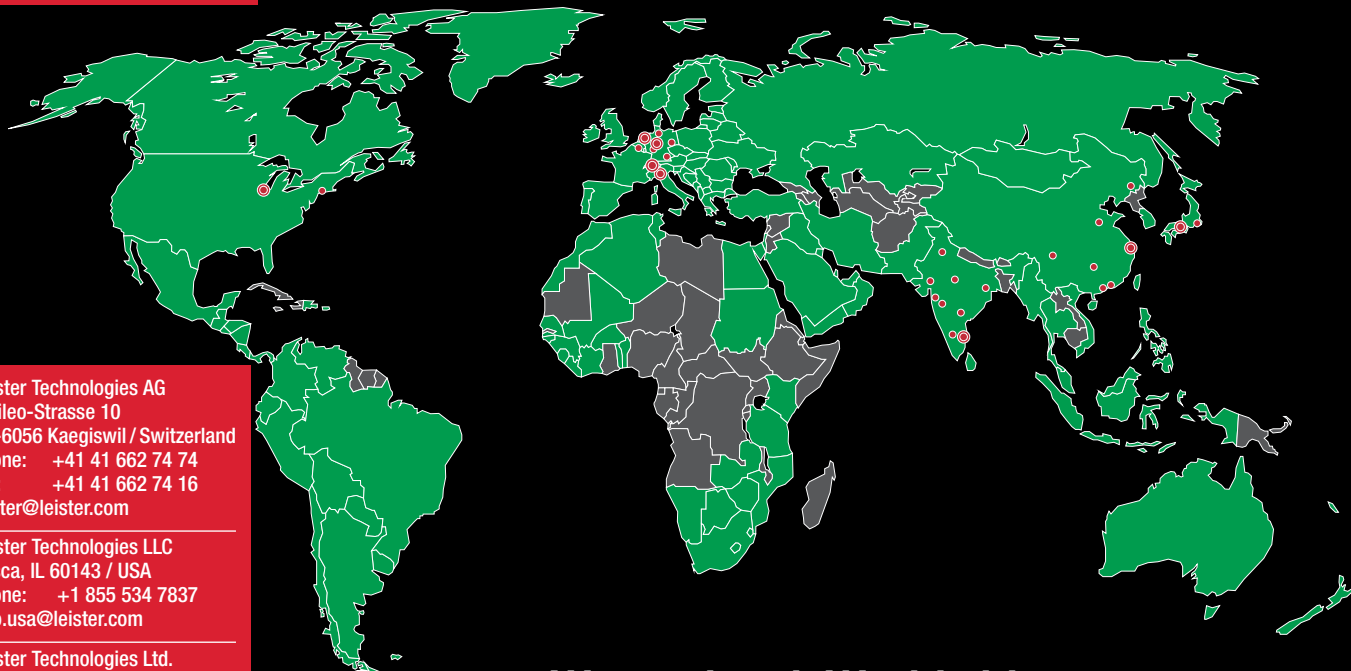 ster Technologies AG
ileo-Strasse 10
-6056 Kaegiswil / Switzerland
one: +41 41 662 74 74
+41 41 662 74 16
ter@leister.com
ster Technologies LLC
sca, IL 60143 / USA
one: +1 855 534 7837
o.usa@leister.com
ster Technologies Ltd.